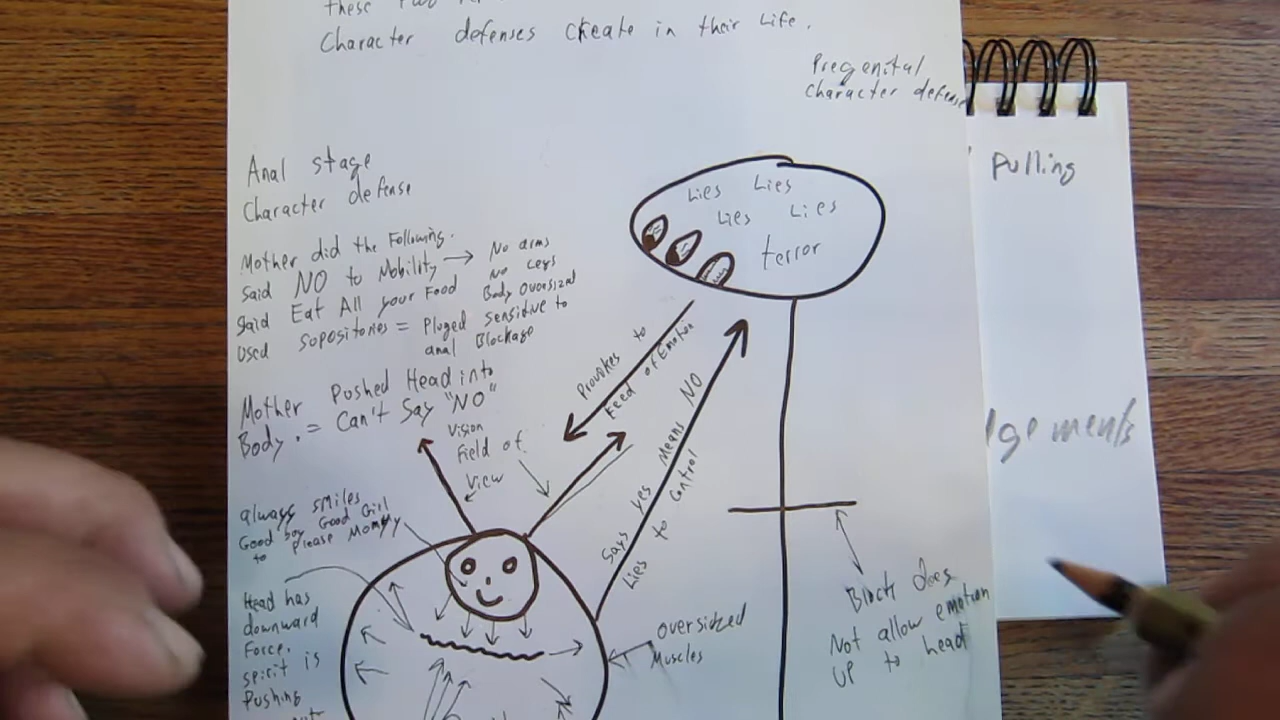 these two
Character defenses create in their life.
Pregenital
Character defense
Anal stage
Character defense
Mother did the Following.
Said NO to Mobility → No arms
No Legs
Said Eat All your Food Body Oversized
Used sopositories = Pluged sensitive to
anal Blockage
Mother Pushed Head into
Body. = Can't Say "NO"
Vision
Field of
View
always smiles
Good boy Good Girl
to Please Mommy
Head has
downward
Force.
spirit is
Pushing
Lies Lies
Lies Lies
terror
Provokes to
Feed of Emotion
Says yes Means NO
Lies to Control
Oversized
Muscles
Block does
Not allow emotion
UP to head
Pulling
gements